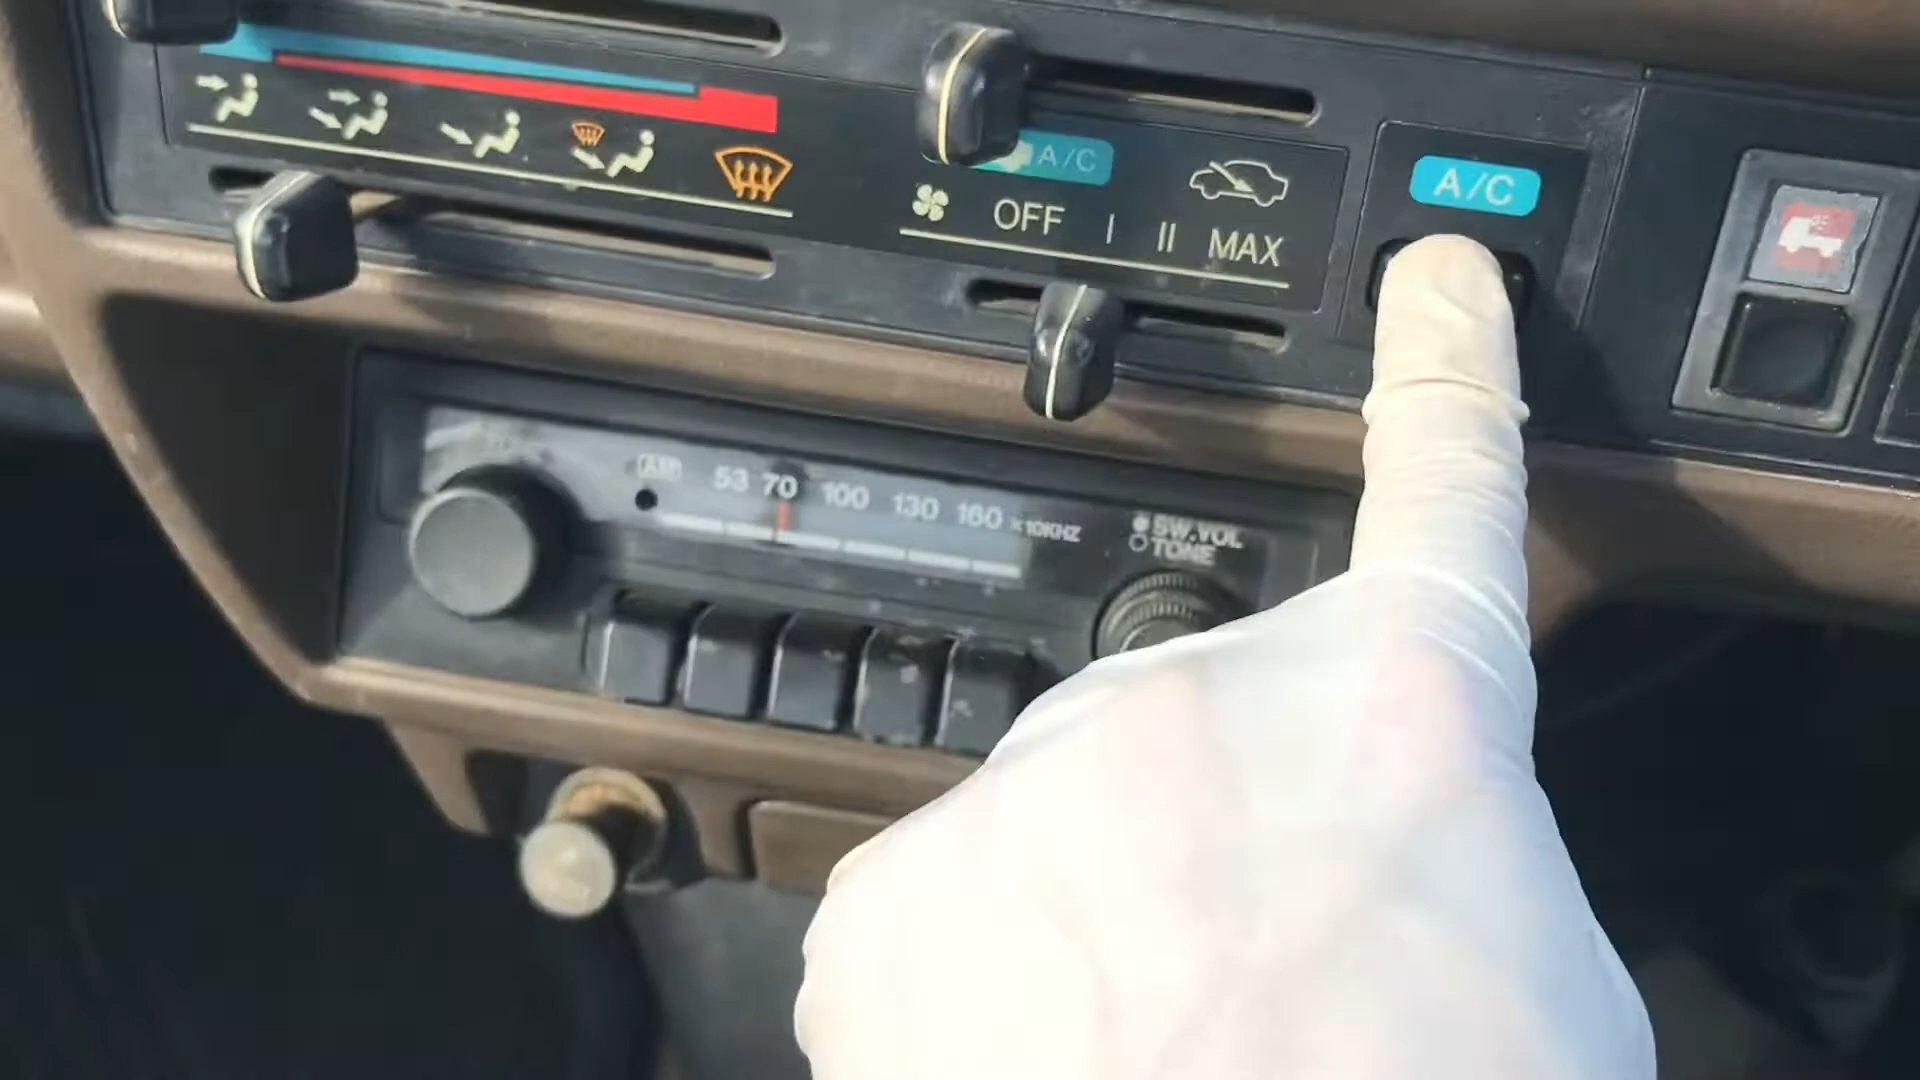 A/C
A/C
OFF I II MAX
AM 53 70 100 130 160 x10KHZ
SW.VOL
TONE